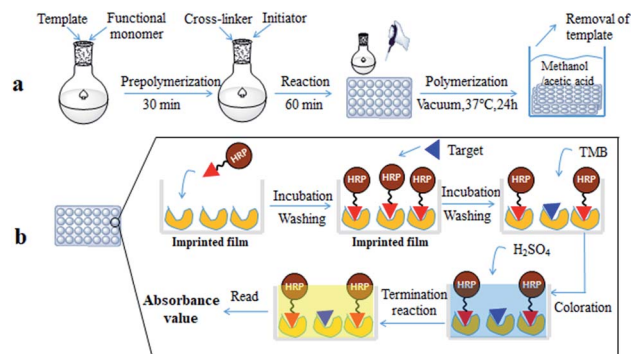 Template
Functional
monomer
Cross-linker
Initiator
Removal of
template
a
Prepolymerization
30 min
Reaction
60 min
Polymerization
Vacuum,37°C,24h
Methanol
/acetic acid
b
HRP
Imprinted film
Incubation
Washing
HRP
HRP
HRP
Target
Imprinted film
Incubation
Washing
TMB
HRP
HRP
Coloration
H₂SO₄
HRP
HRP
Termination
reaction
HRP
HRP
Read
Absorbance
value